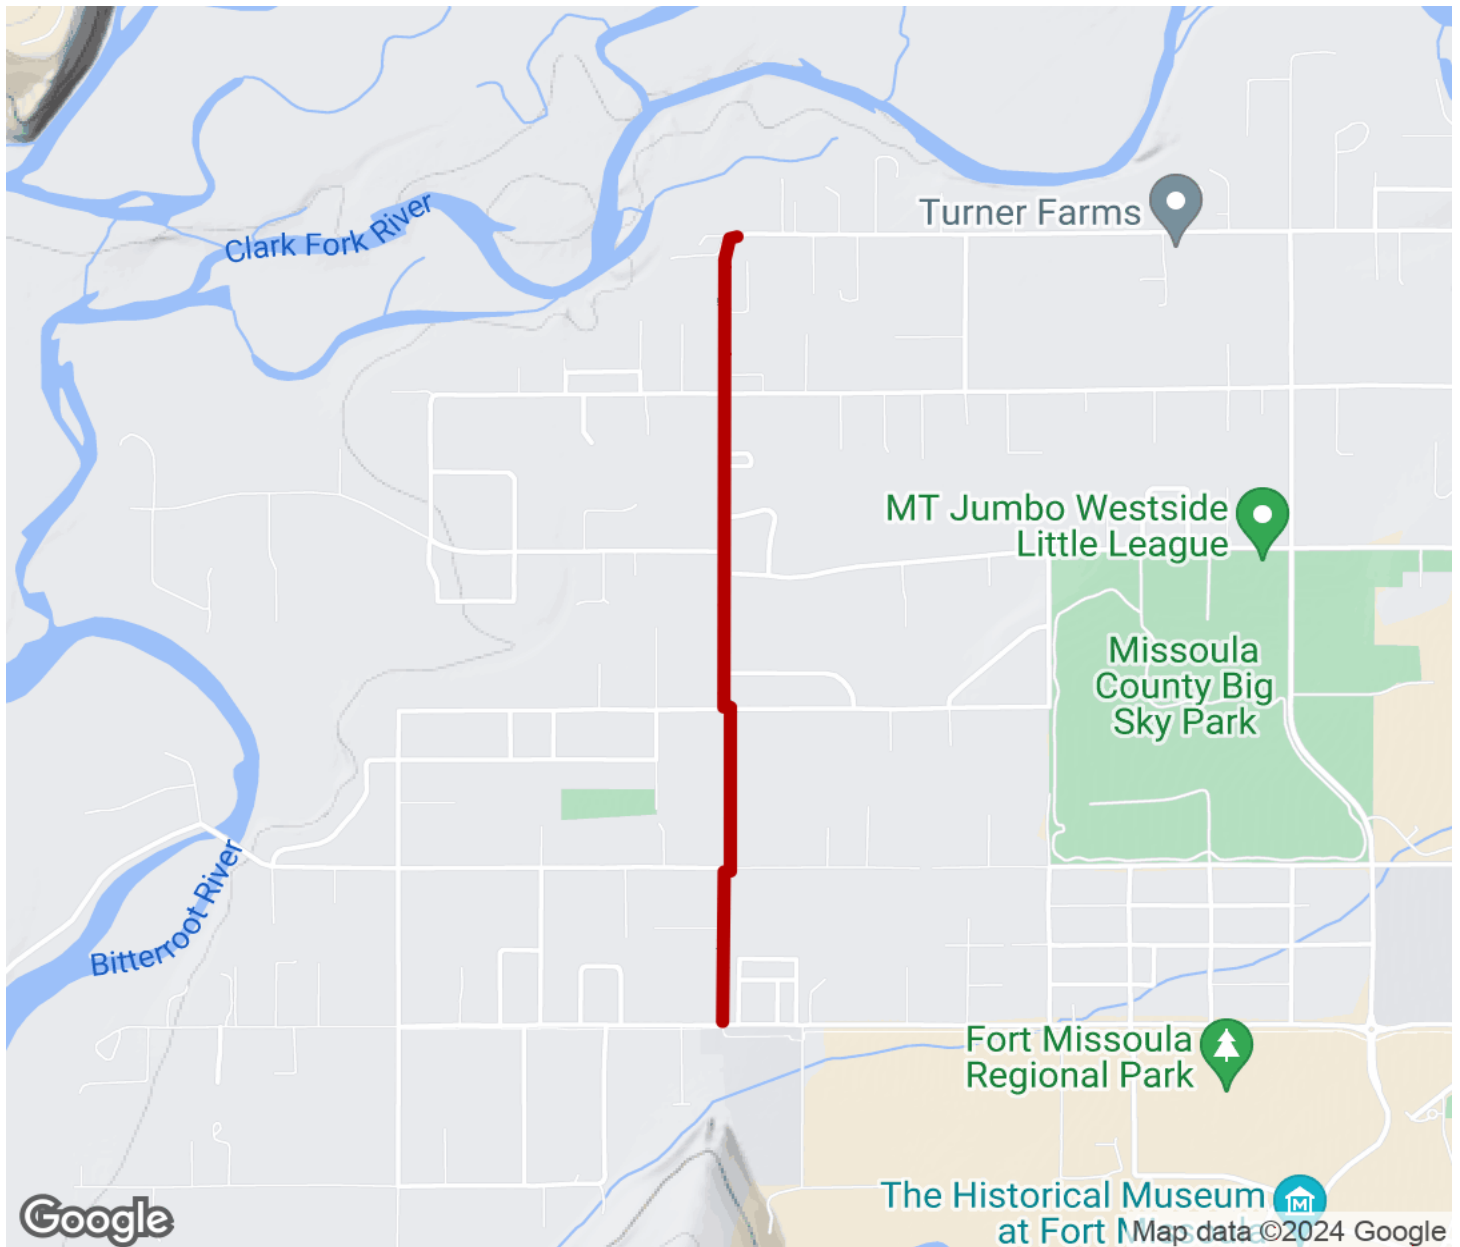 Turner Farms
Clark Fork River
MT Jumbo Westside
Little League
Missoula
County Big
Sky Park
Bitterroot River
Fort Missoula
Regional Park
The Historical Museum
at Fort Missoula
Google
Map data ©2024 Google